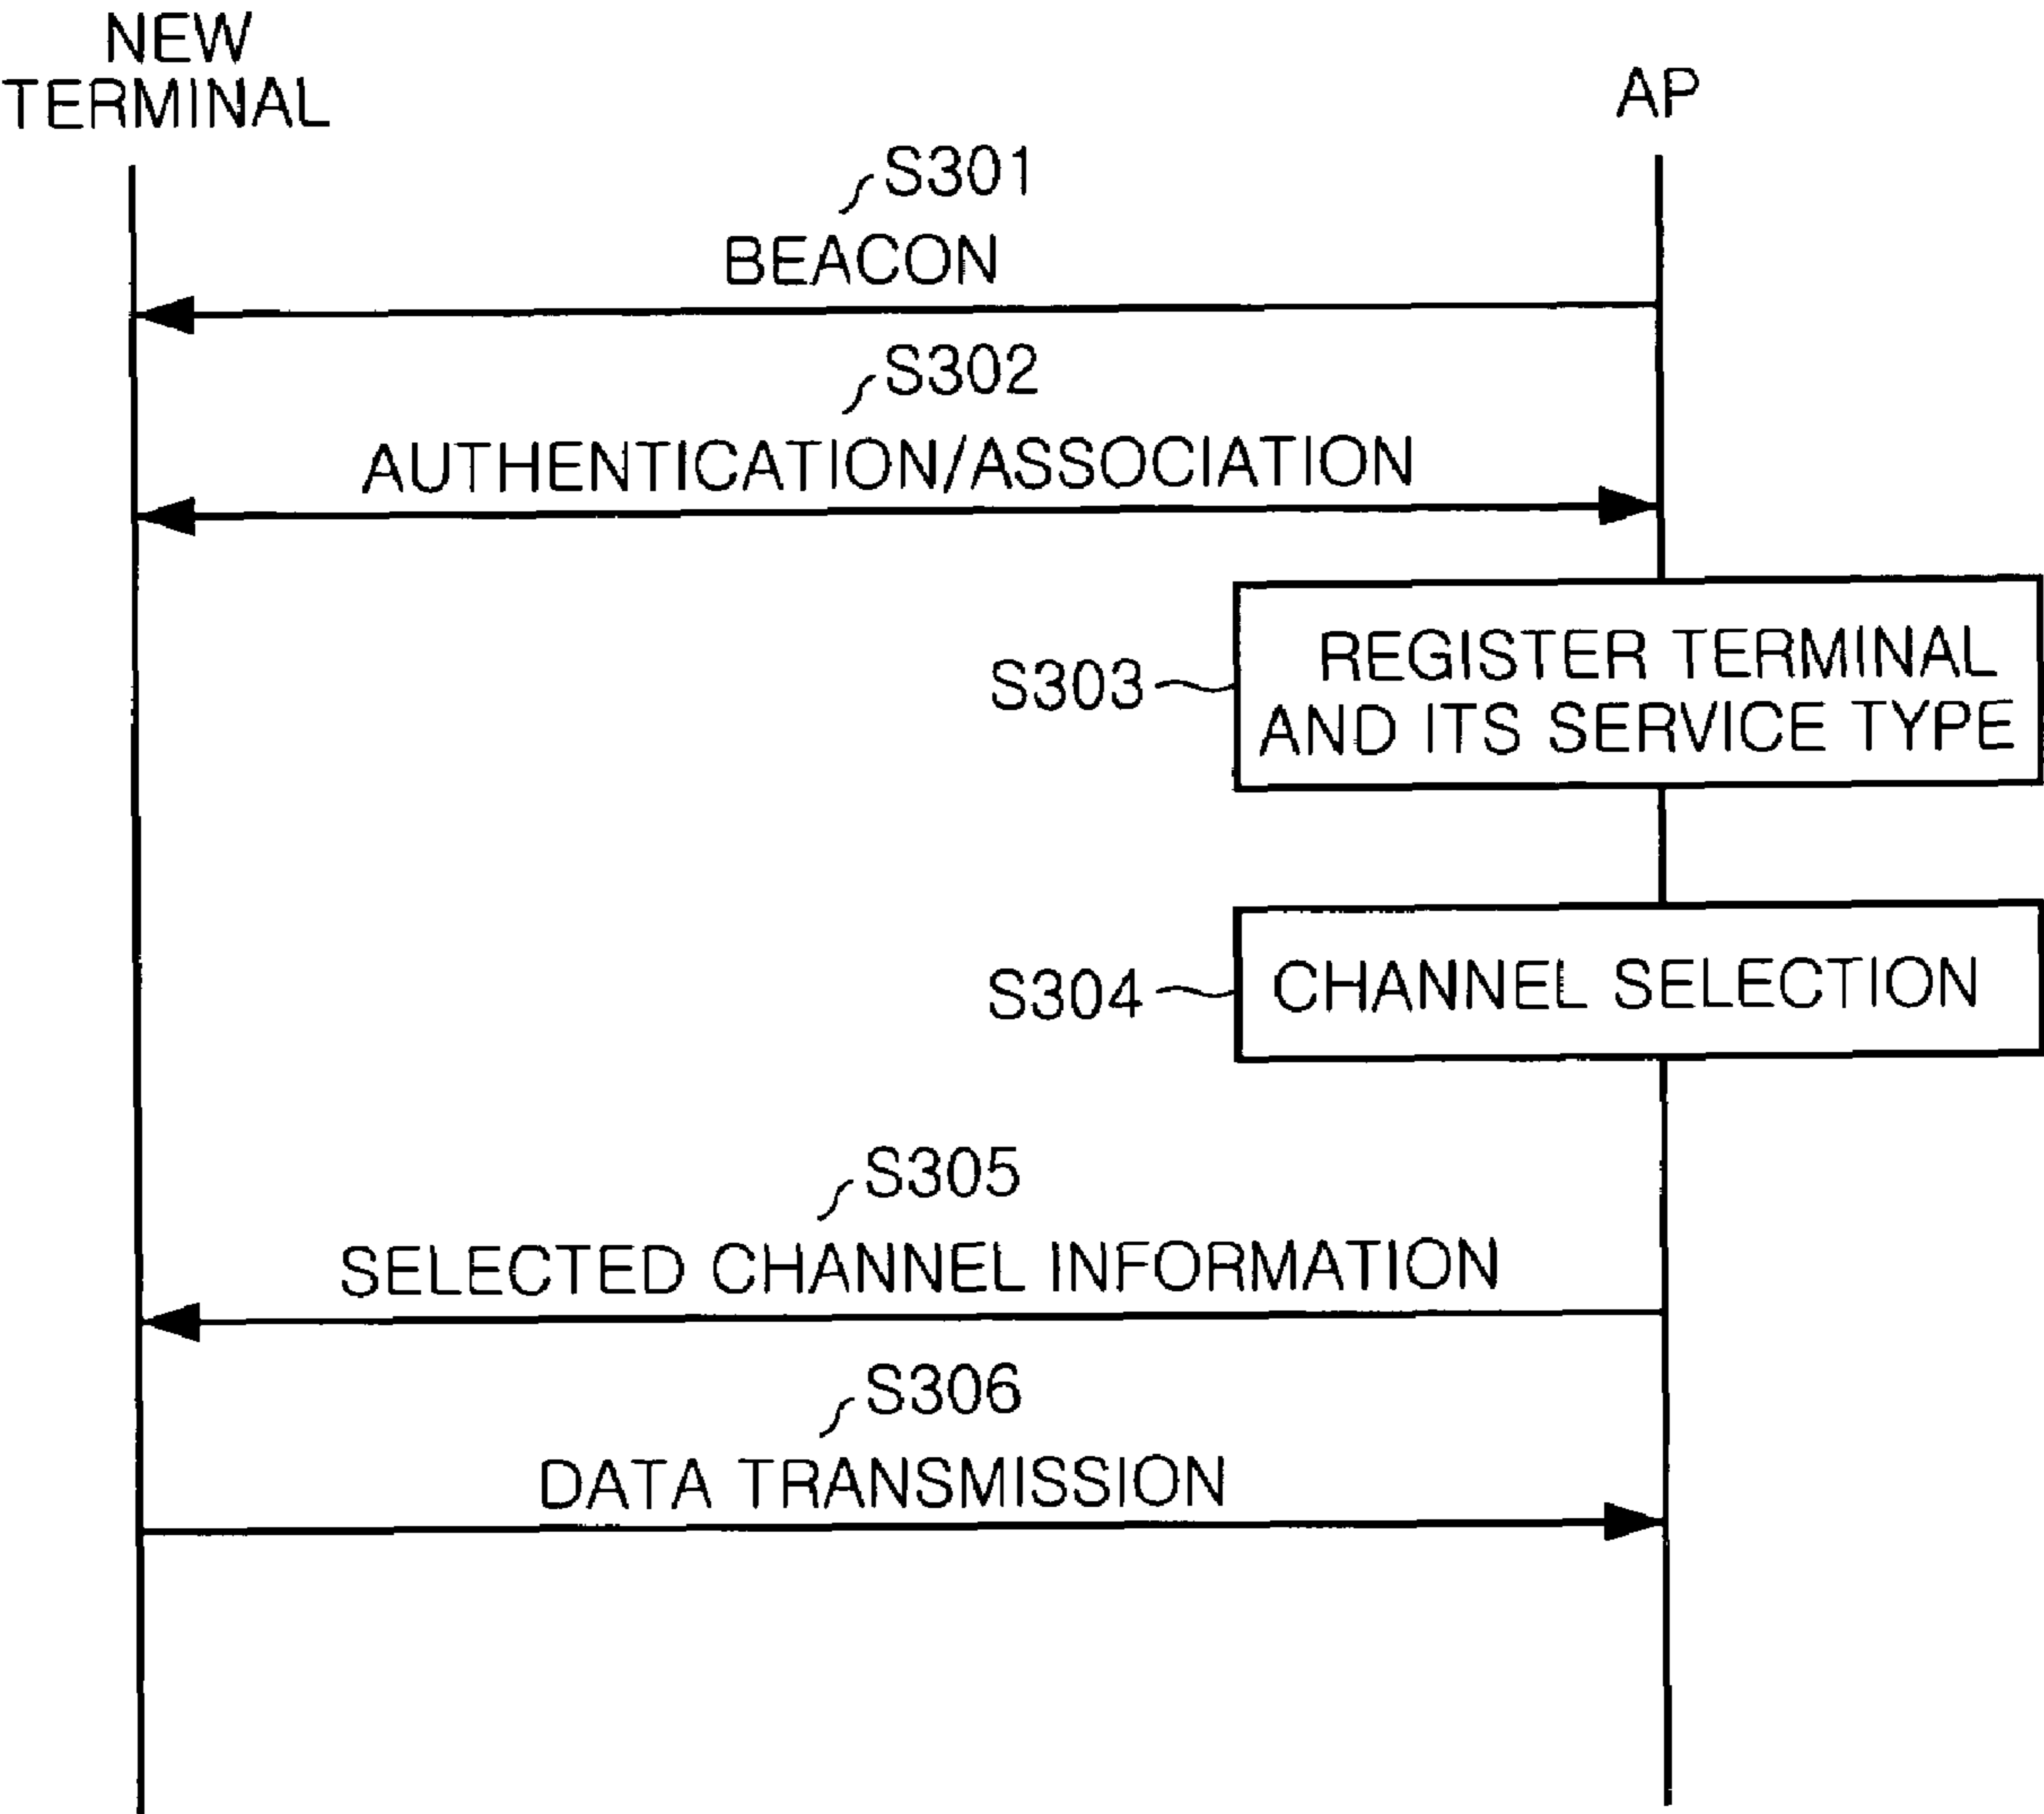 NEW
TERMINAL
AP
S301
BEACON
S302
AUTHENTICATION/ASSOCIATION
S303
REGISTER TERMINAL
AND ITS SERVICE TYPE
S304
CHANNEL SELECTION
S305
SELECTED CHANNEL INFORMATION
S306
DATA TRANSMISSION